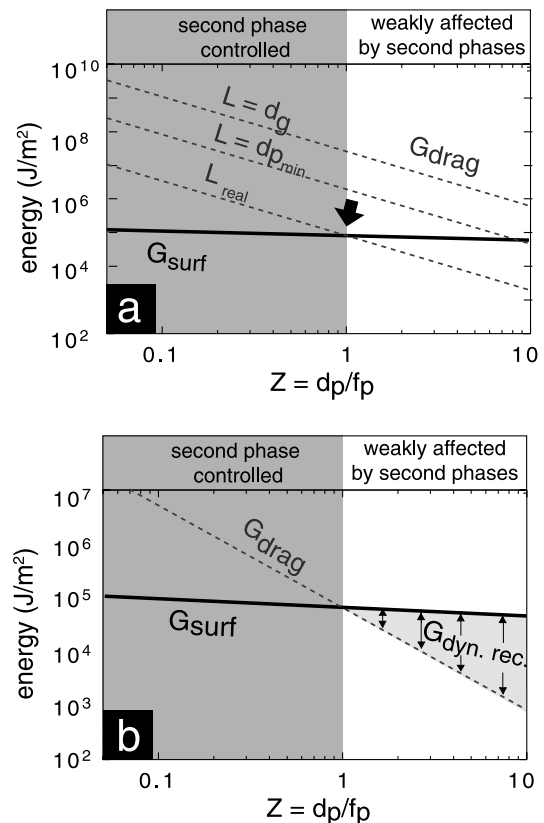 second phase controlled
weakly affected by second phases
energy (J/m²)
10¹⁰
10⁸
10⁶
10⁴
10²
L = dg
L = dpmin
Lreal
Gdrag
Gsurf
a
0.1
1
10
Z = dp/fp
second phase controlled
weakly affected by second phases
energy (J/m²)
10⁷
10⁶
10⁵
10⁴
10³
10²
Gdrag
Gsurf
Gdyn. rec.
b
0.1
1
10
Z = dp/fp